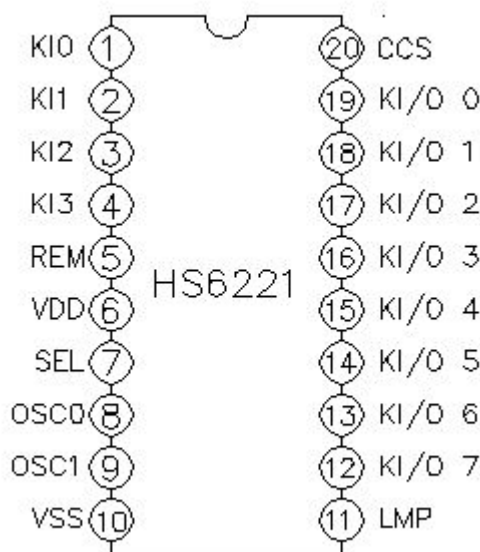 KI0 1 20 CCS
KI1 2 19 KI/O 0
KI2 3 18 KI/O 1
KI3 4 17 KI/O 2
REM 5 16 KI/O 3
HS6221
VDD 6 15 KI/O 4
SEL 7 14 KI/O 5
OSC0 8 13 KI/O 6
OSC1 9 12 KI/O 7
VSS 10 11 LMP